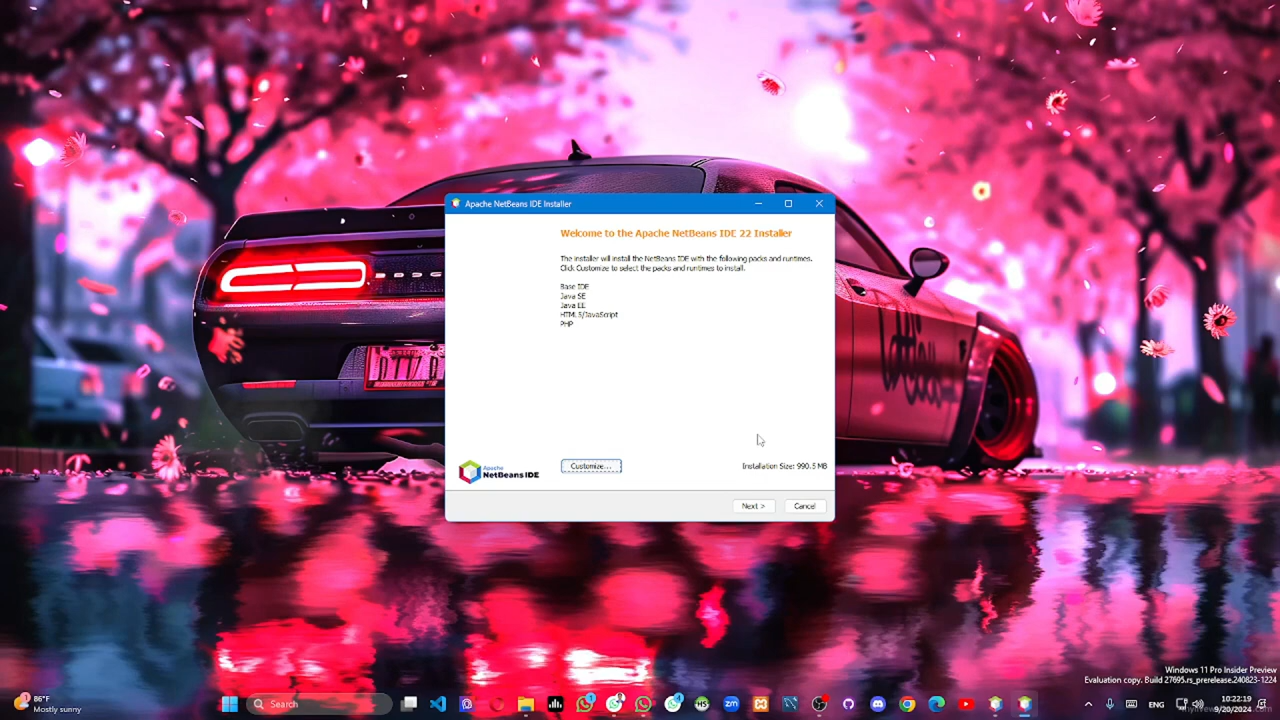 Apache NetBeans IDE Installer
Welcome to the Apache NetBeans IDE 22 Installer
The installer will install the NetBeans IDE with the following packs and runtimes.
Click Customize to select the packs and runtimes to install.
Base IDE
Java SE
Java EE
HTML5/JavaScript
PHP
DODGE
Customize...
Installation Size: 990.5 MB
Apache
NetBeans IDE
Next >
Cancel
Windows 11 Pro Insider Preview
Evaluation copy. Build 27695.rs_prerelease.240823-1224
86°F
Mostly sunny
Search
ENG
10:22:19
9/20/2024